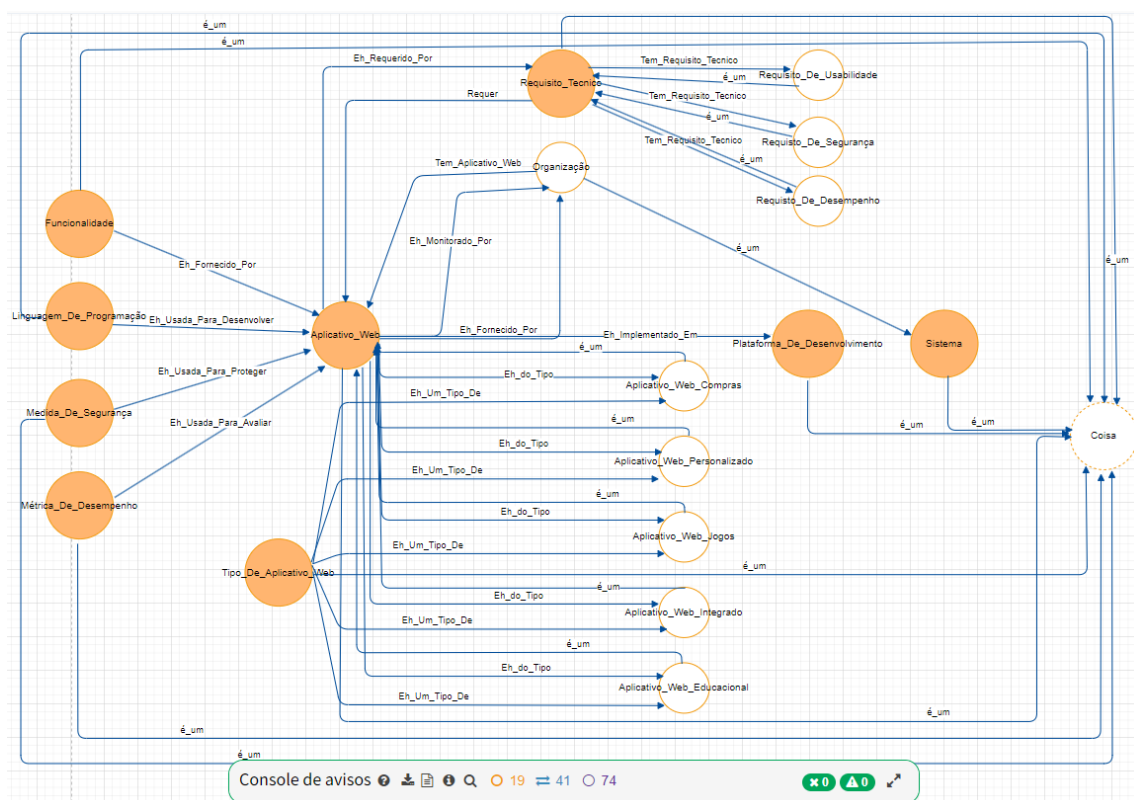 é_um
é_um
Eh_Requerido_Por
Tem_Requisito_Tecnico
Requisito_Tecnico
é_um
Requisito_De_Usabilidade
Requer
Tem_Requisito_Tecnico
é_um
Tem_Requisito_Tecnico
Requisto_De_Segurança
é_um
Tem_Aplicativo_Web
Organização
Requisto_De_Desempenho
Funcionalidade
Eh_Monitorado_Por
é_um
é_um
Eh_Fornecido_Por
Linguagem_De_Programação
Eh_Usada_Para_Desenvolver
Aplicativo_Web
Eh_Fornecido_Por
Eh_Implementado_Em
Plataforma_De_Desenvolvimento
Sistema
é_um
Eh_Usada_Para_Proteger
Eh_do_Tipo
Aplicativo_Web_Compras
Eh_Um_Tipo_De
Medida_De_Segurança
Eh_Usada_Para_Avaliar
é_um
é_um
é_um
Coisa
Eh_do_Tipo
Aplicativo_Web_Personalizado
Eh_Um_Tipo_De
é_um
Métrica_De_Desempenho
Eh_do_Tipo
Aplicativo_Web_Jogos
Eh_Um_Tipo_De
Tipo_De_Aplicativo_Web
é_um
é_um
Eh_do_Tipo
Aplicativo_Web_Integrado
Eh_Um_Tipo_De
é_um
Eh_do_Tipo
Aplicativo_Web_Educacional
Eh_Um_Tipo_De
é_um
é_um
é_um
Console de avisos 19 41 74 0 0